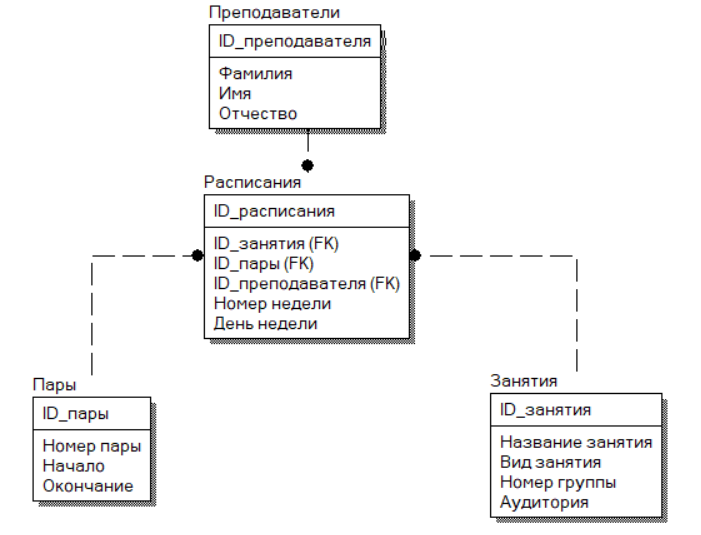 Преподаватели
ID_преподавателя
Фамилия
Имя
Отчество
Расписания
ID_расписания
ID_занятия (FK)
ID_пары (FK)
ID_преподавателя (FK)
Номер недели
День недели
Пары
ID_пары
Номер пары
Начало
Окончание
Занятия
ID_занятия
Название занятия
Вид занятия
Номер группы
Аудитория